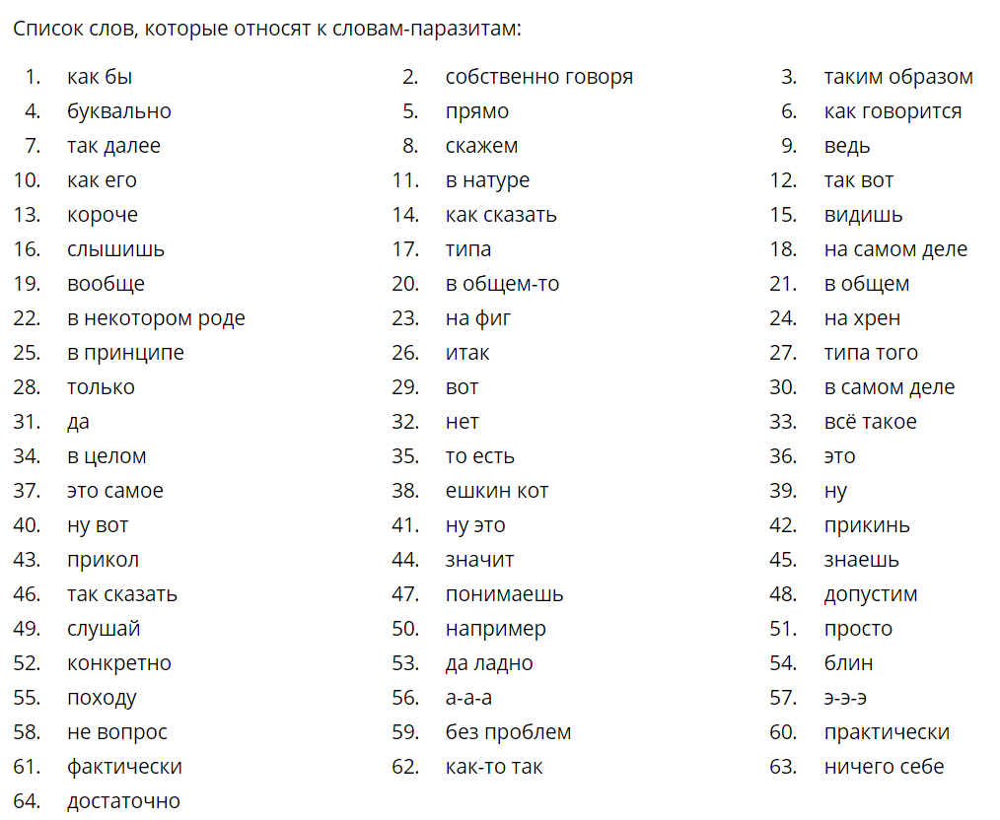 Список слов, которые относят к словам-паразитам:
1. как бы 2. собственно говоря 3. таким образом
4. буквально 5. прямо 6. как говорится
7. так далее 8. скажем 9. ведь
10. как его 11. в натуре 12. так вот
13. короче 14. как сказать 15. видишь
16. слышишь 17. типа 18. на самом деле
19. вообще 20. в общем-то 21. в общем
22. в некотором роде 23. на фиг 24. на хрен
25. в принципе 26. итак 27. типа того
28. только 29. вот 30. в самом деле
31. да 32. нет 33. всё такое
34. в целом 35. то есть 36. это
37. это самое 38. ешкин кот 39. ну
40. ну вот 41. ну это 42. прикинь
43. прикол 44. значит 45. знаешь
46. так сказать 47. понимаешь 48. допустим
49. слушай 50. например 51. просто
52. конкретно 53. да ладно 54. блин
55. походу 56. а-а-а 57. э-э-э
58. не вопрос 59. без проблем 60. практически
61. фактически 62. как-то так 63. ничего себе
64. достаточно